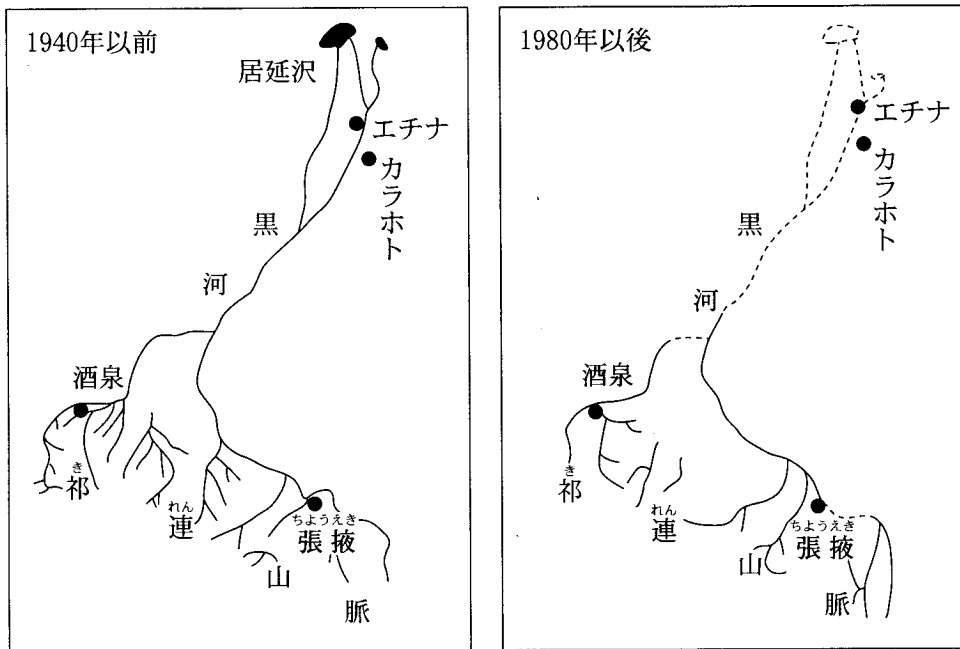 1940年以前
居延沢
エチナ
カラホト
黒
河
酒泉
き
祁
れん
連
ちようえき
張掖
山
脈
1980年以後
エチナ
カラホト
黒
河
酒泉
き
祁
れん
連
ちようえき
張掖
山
脈